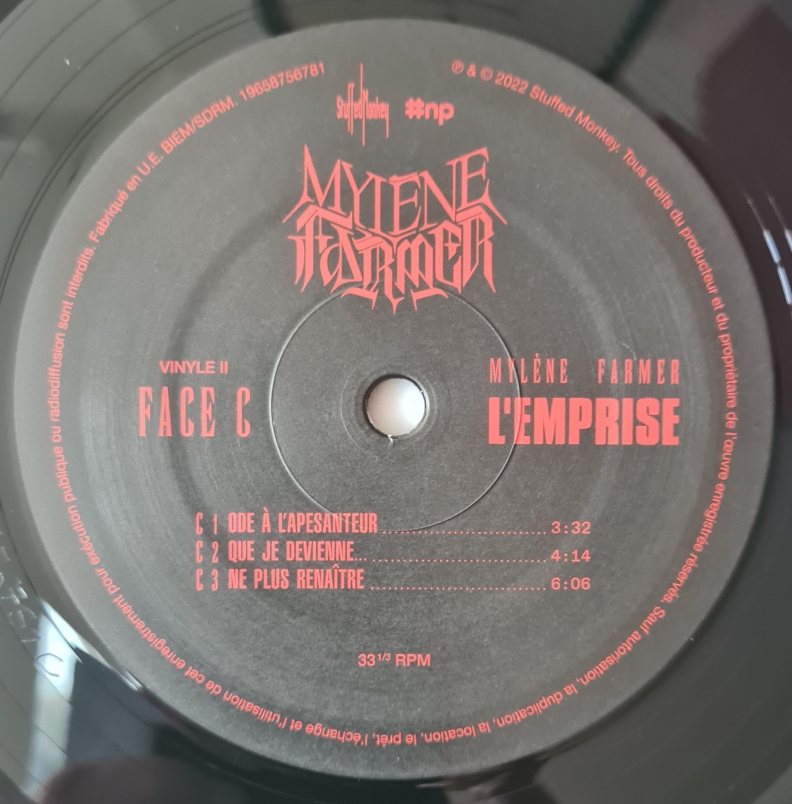 Fabriqué en U.E. BIEM/SDRM. 19658756781
℗ & © 2022 Stuffed Monkey. Tous droits du producteur et du propriétaire de l'œuvre enregistrée réservés. Sauf autorisation, la duplication, la location, le prêt, l'échange et l'utilisation de cet enregistrement pour exécution publique ou radiodiffusion sont interdits.
Stuffed Monkey #np
MYLENE
FARMER
VINYLE II
FACE C
MYLÈNE FARMER
L'EMPRISE
C 1 ODE À L'APESANTEUR 3:32
C 2 QUE JE DEVIENNE... 4:14
C 3 NE PLUS RENAÎTRE 6:06
33 1/3 RPM